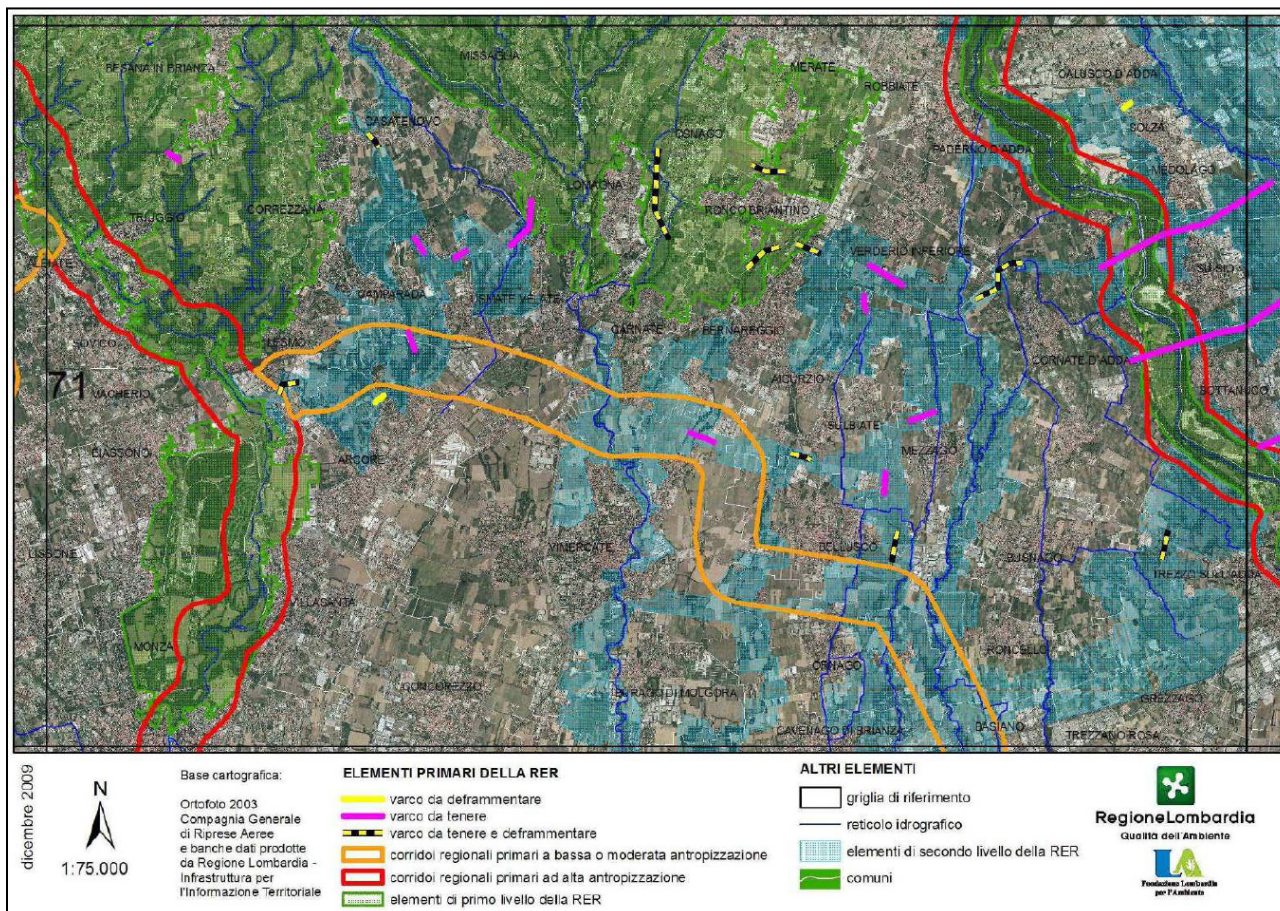 MISSAGLIA
BESANA IN BRIANZA
MERATE
ROBBIATE
CALUSCO D'ADDA
CASATENOVO
SOLZA
OSNAGO
PADERNO D'ADDA
MEDOLAGO
LOMAGNA
CORREZZANA
TRIUGGIO
RONCO BRIANTINO
VERDERIO INFERIORE
SUISIO
CAMPARADA
USMATE VELATE
CARNATE
BERNAREGGIO
LESMO
SOVICO
CORNATE D'ADDA
71
MACHERIO
AICURZIO
BOTTANUCO
SULBIATE
BIASSONO
ARCORE
MEZZAGO
LISSONE
VIMERCATE
BELLUSCO
BUSNAGO
TREZZO SULL'ADDA
VILLASANTA
MONZA
RONCELLO
ORNAGO
CONCOREZZO
BURAGO DI MOLGORA
GREZZAGO
CAVENAGO DI BRIANZA
BASIANO
TREZZANO ROSA
dicembre 2009
N
1:75.000
Base cartografica:
Ortofoto 2003
Compagnia Generale
di Riprese Aeree
e banche dati prodotte
da Regione Lombardia -
Infrastruttura per
l'Informazione Territoriale
ELEMENTI PRIMARI DELLA RER
varco da deframmentare
varco da tenere
varco da tenere e deframmentare
corridoi regionali primari a bassa o moderata antropizzazione
corridoi regionali primari ad alta antropizzazione
elementi di primo livello della RER
ALTRI ELEMENTI
griglia di riferimento
reticolo idrografico
elementi di secondo livello della RER
comuni
RegioneLombardia
Qualità dell'Ambiente
Fondazione Lombardia
per l'Ambiente